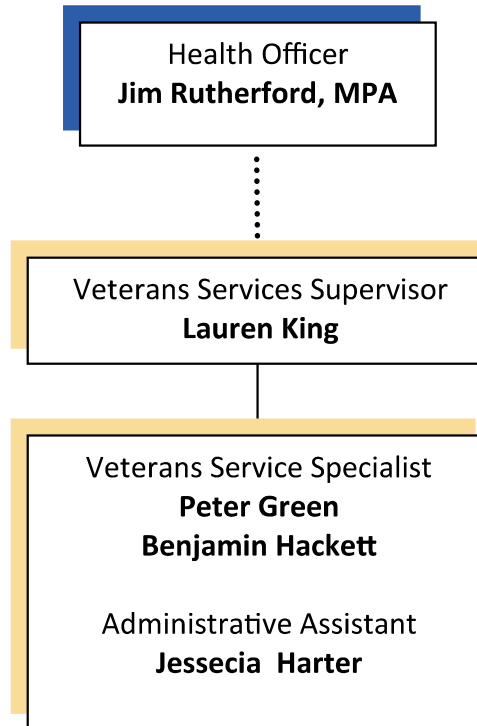 Health Officer
Jim Rutherford, MPA
Veterans Services Supervisor
Lauren King
Veterans Service Specialist
Peter Green
Benjamin Hackett
Administrative Assistant
Jessecia Harter